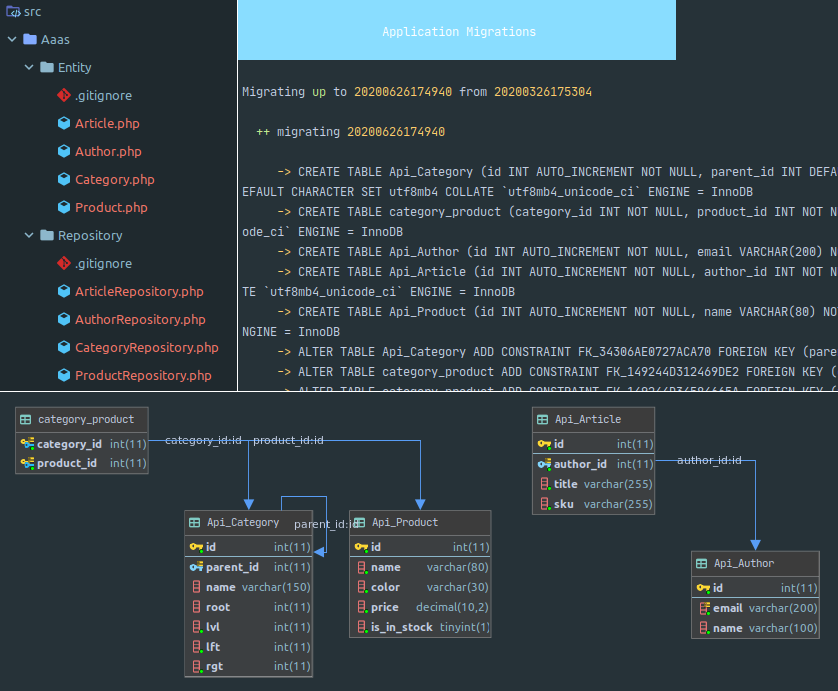 src
Aaas
Entity
.gitignore
Article.php
Author.php
Category.php
Product.php
Repository
.gitignore
ArticleRepository.php
AuthorRepository.php
CategoryRepository.php
ProductRepository.php
Application Migrations
Migrating up to 20200626174940 from 20200326175304
++ migrating 20200626174940
-> CREATE TABLE Api_Category (id INT AUTO_INCREMENT NOT NULL, parent_id INT DEFA
EFAULT CHARACTER SET utf8mb4 COLLATE `utf8mb4_unicode_ci` ENGINE = InnoDB
-> CREATE TABLE category_product (category_id INT NOT NULL, product_id INT NOT N
ode_ci` ENGINE = InnoDB
-> CREATE TABLE Api_Author (id INT AUTO_INCREMENT NOT NULL, email VARCHAR(200) N
-> CREATE TABLE Api_Article (id INT AUTO_INCREMENT NOT NULL, author_id INT NOT N
TE `utf8mb4_unicode_ci` ENGINE = InnoDB
-> CREATE TABLE Api_Product (id INT AUTO_INCREMENT NOT NULL, name VARCHAR(80) NO
NGINE = InnoDB
-> ALTER TABLE Api_Category ADD CONSTRAINT FK_34306AE0727ACA70 FOREIGN KEY (pare
-> ALTER TABLE category_product ADD CONSTRAINT FK_149244D312469DE2 FOREIGN KEY (
-> ALTER TABLE category_product ADD CONSTRAINT FK_149244D34584665A FOREIGN KEY (
category_product
category_id int(11)
product_id int(11)
category_id:id
product_id:id
Api_Category
id int(11)
parent_id int(11)
name varchar(150)
root int(11)
lvl int(11)
lft int(11)
rgt int(11)
parent_id:id
Api_Product
id int(11)
name varchar(80)
color varchar(30)
price decimal(10,2)
is_in_stock tinyint(1)
Api_Article
id int(11)
author_id int(11)
title varchar(255)
sku varchar(255)
author_id:id
Api_Author
id int(11)
email varchar(200)
name varchar(100)